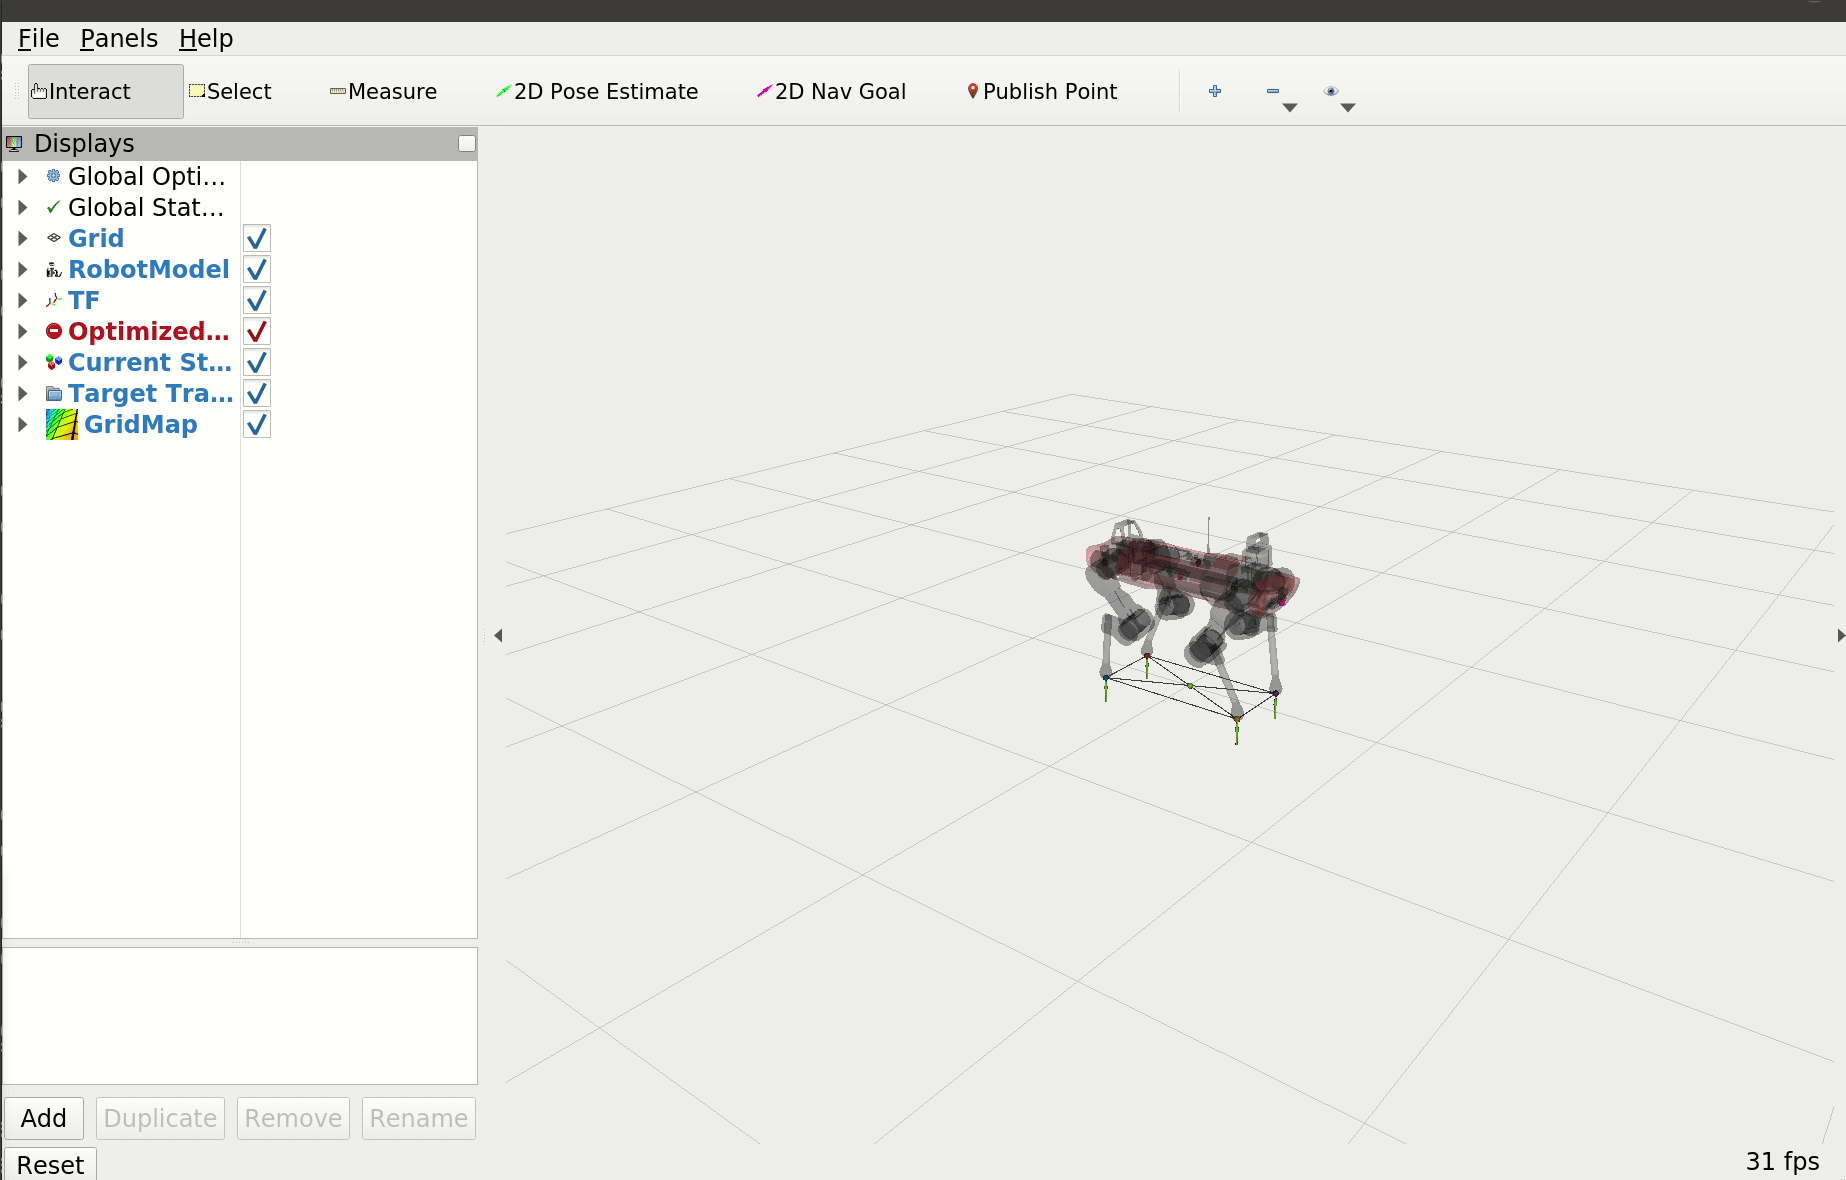 File Panels Help
Interact Select Measure 2D Pose Estimate 2D Nav Goal Publish Point
Displays
Global Opti...
Global Stat...
Grid
RobotModel
TF
Optimized...
Current St...
Target Tra...
GridMap
Add Duplicate Remove Rename
Reset
31 fps